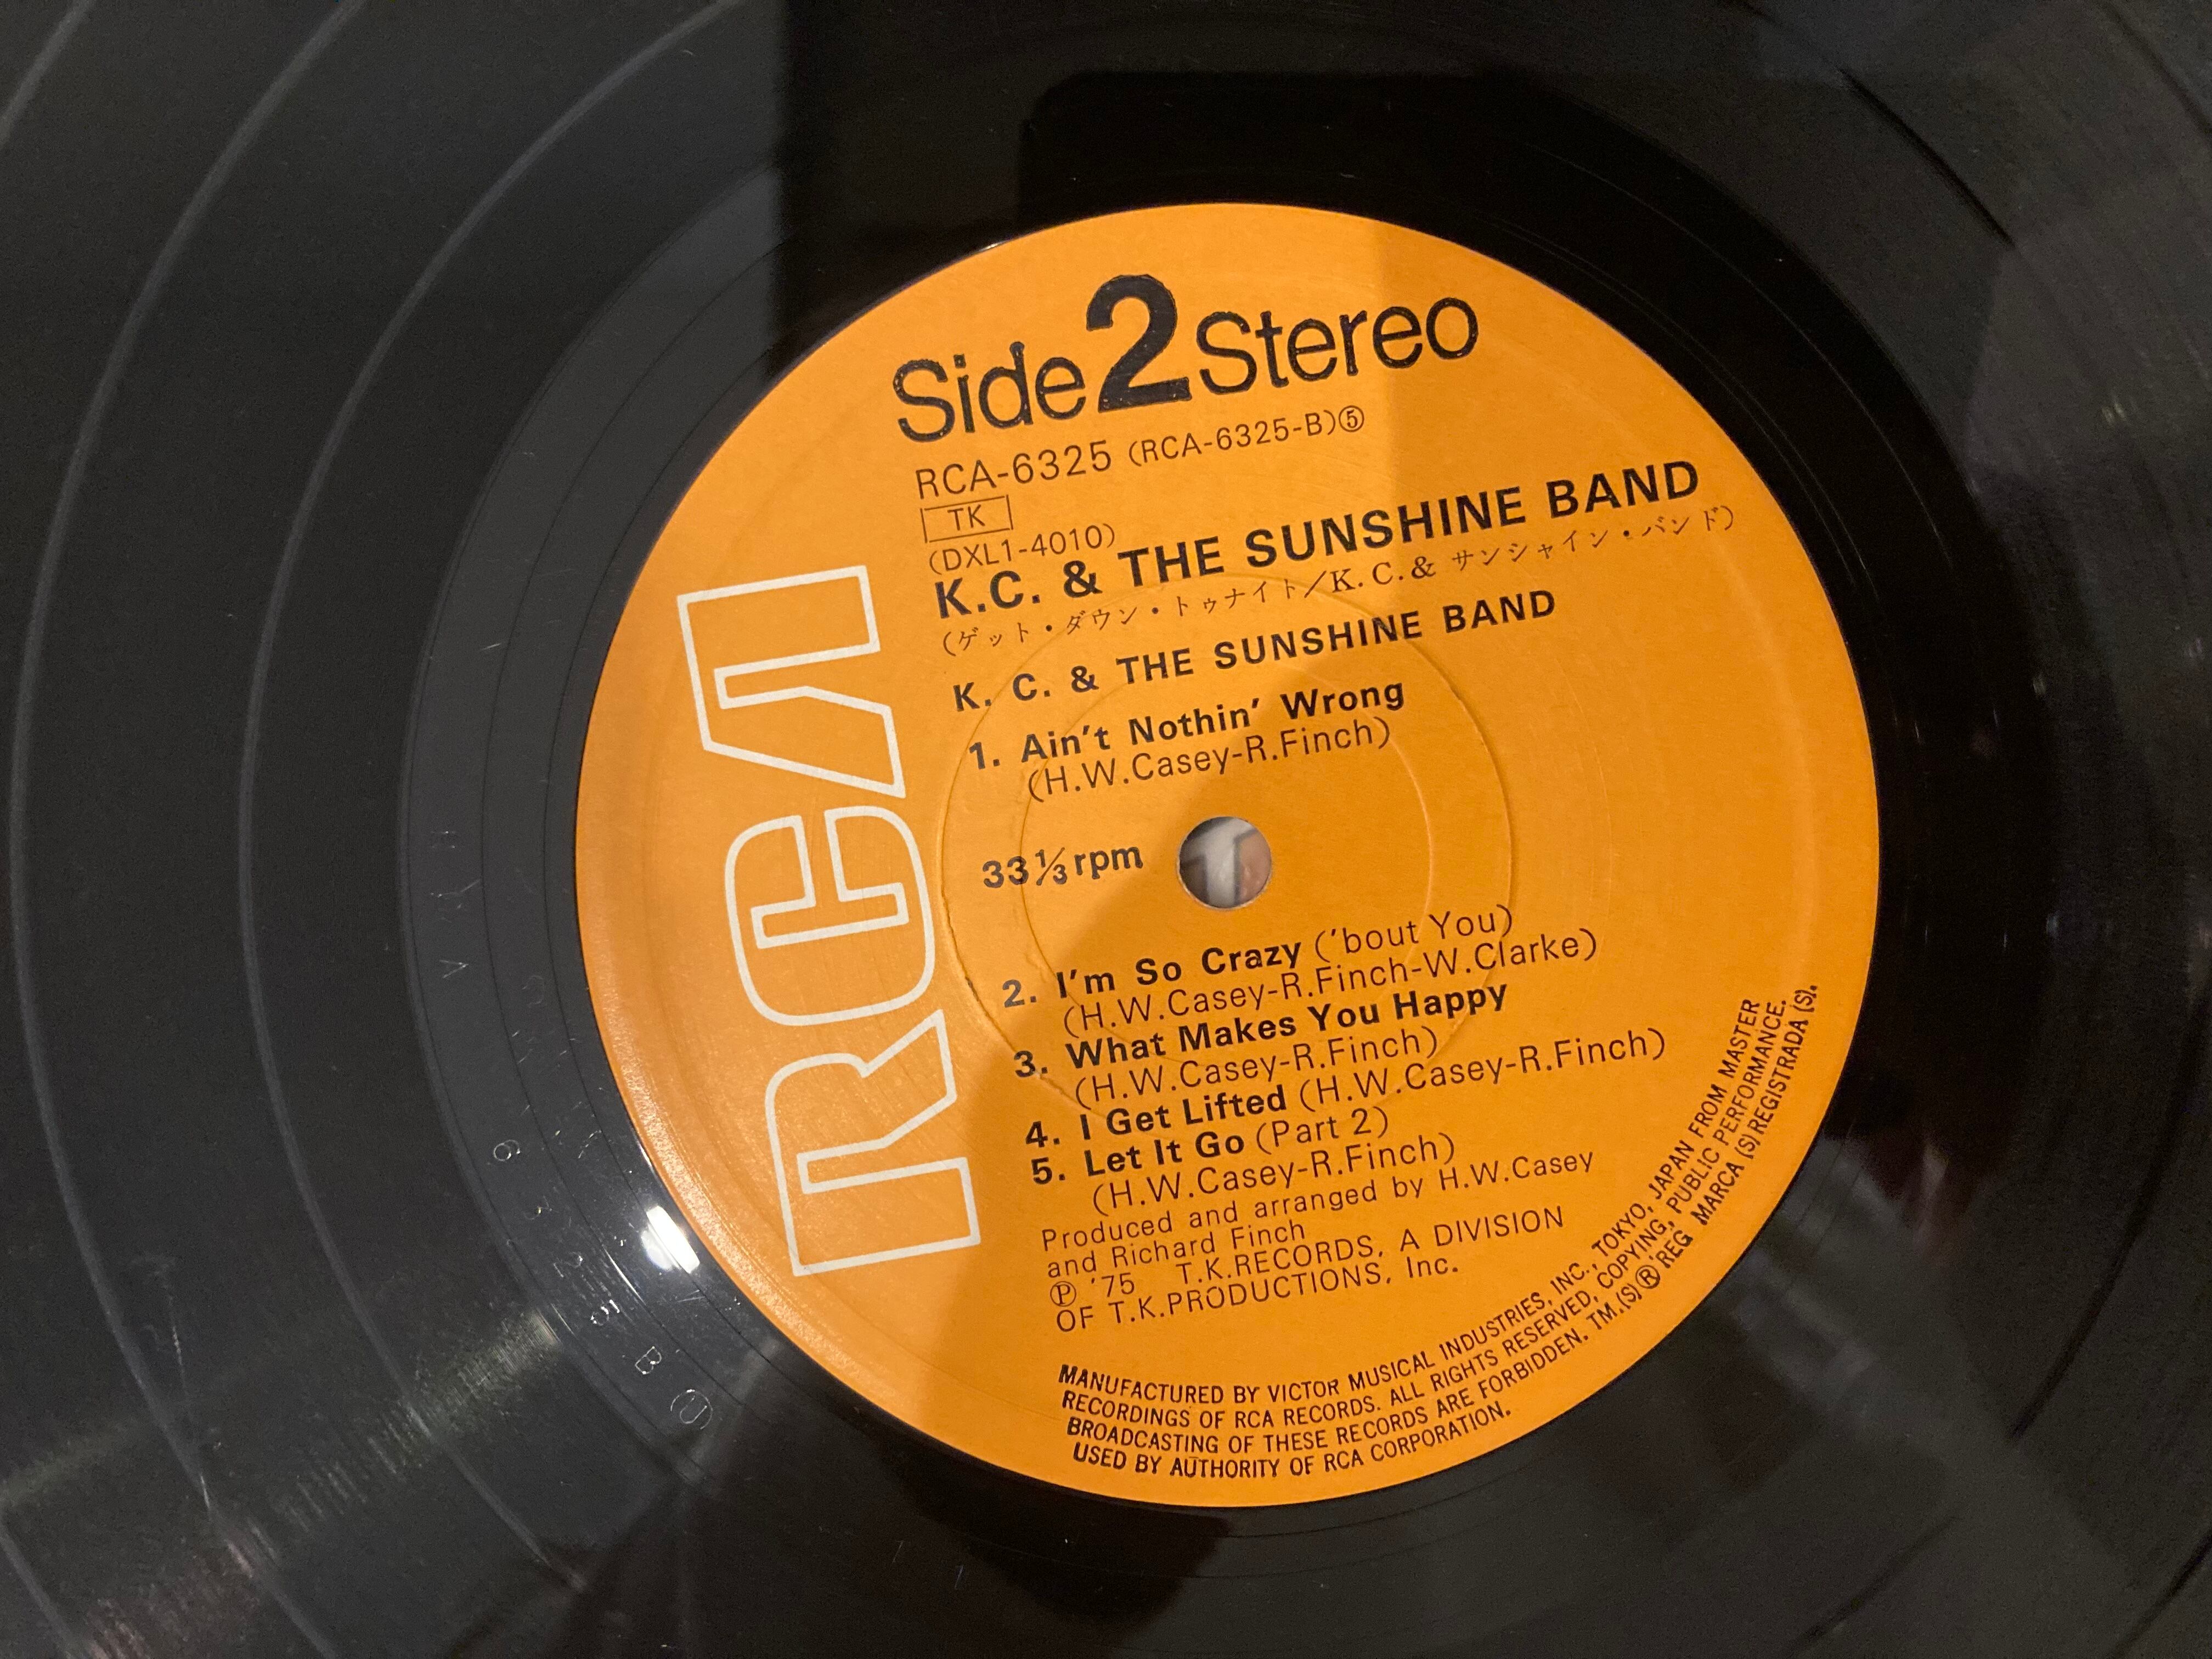 Side 2 Stereo
RCA-6325 (RCA-6325-B)⑤
TK
(DXL1-4010)
K.C. & THE SUNSHINE BAND
(ゲット・ダウン・トゥナイト/K.C.& サンシャイン・バンド)
K. C. & THE SUNSHINE BAND
1. Ain't Nothin' Wrong
(H.W.Casey-R.Finch)
33⅓rpm
2. I'm So Crazy ('bout You)
(H.W.Casey-R.Finch-W.Clarke)
3. What Makes You Happy
(H.W.Casey-R.Finch)
4. I Get Lifted (H.W.Casey-R.Finch)
5. Let It Go (Part 2)
(H.W.Casey-R.Finch)
Produced and arranged by H.W.Casey
and Richard Finch
Ⓟ '75 T.K.RECORDS, A DIVISION
OF T.K.PRODUCTIONS, Inc.
RCA
MANUFACTURED BY VICTOR MUSICAL INDUSTRIES, INC., TOKYO, JAPAN FROM MASTER
RECORDINGS OF RCA RECORDS. ALL RIGHTS RESERVED, COPYING, PUBLIC PERFORMANCE,
BROADCASTING OF THESE RECORDS ARE FORBIDDEN. TM.(S)® REG MARCA (S) REGISTRADA (S).
USED BY AUTHORITY OF RCA CORPORATION.
6325 B